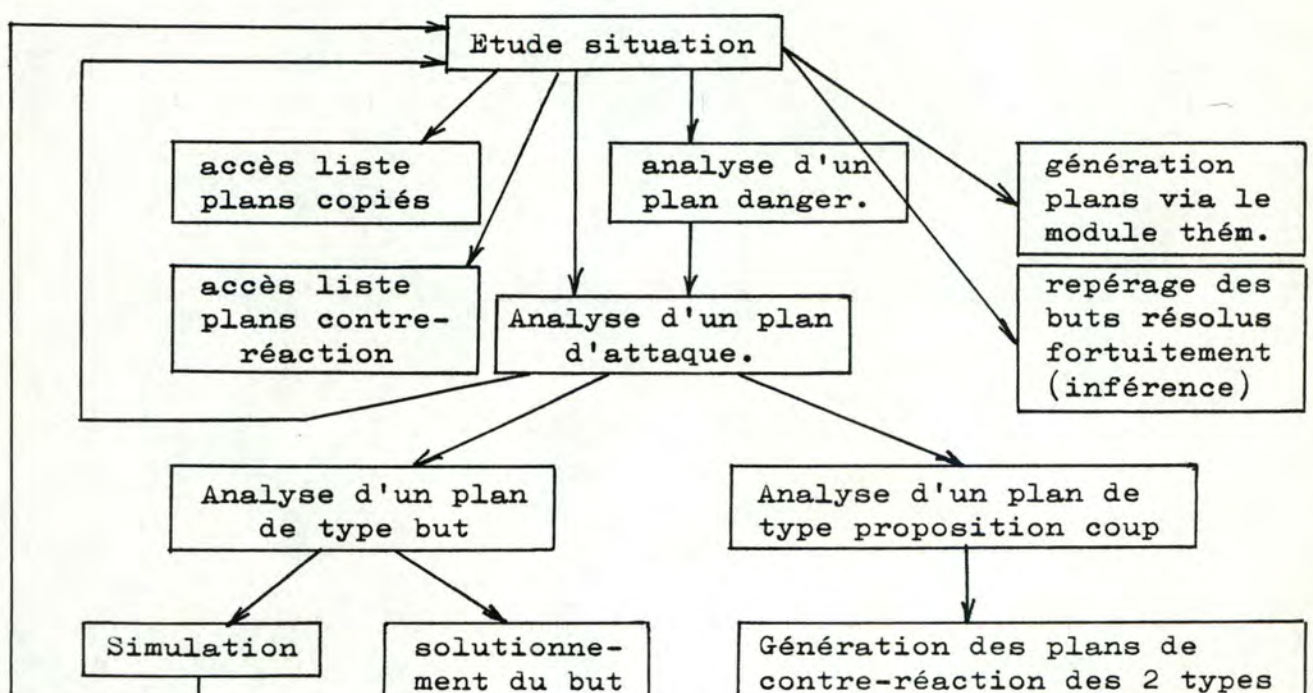 Etude situation
accès liste
plans copiés
analyse d'un
plan danger.
génération
plans via le
module thém.
accès liste
plans contre-
réaction
Analyse d'un plan
d'attaque.
repérage des
buts résolus
fortuitement
(inférence)
Analyse d'un plan
de type but
Analyse d'un plan de
type proposition coup
Simulation
solutionne-
ment du but
Génération des plans de
contre-réaction des 2 types